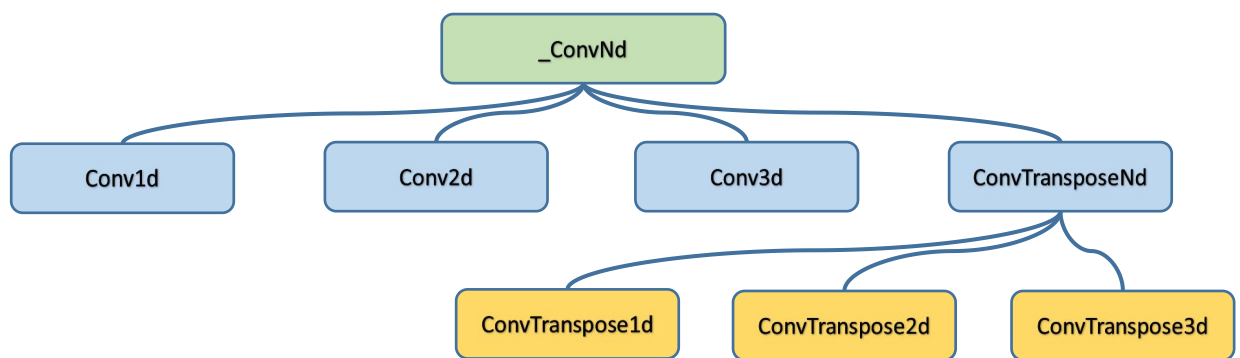 _ConvNd
Conv1d
Conv2d
Conv3d
ConvTransposeNd
ConvTranspose1d
ConvTranspose2d
ConvTranspose3d